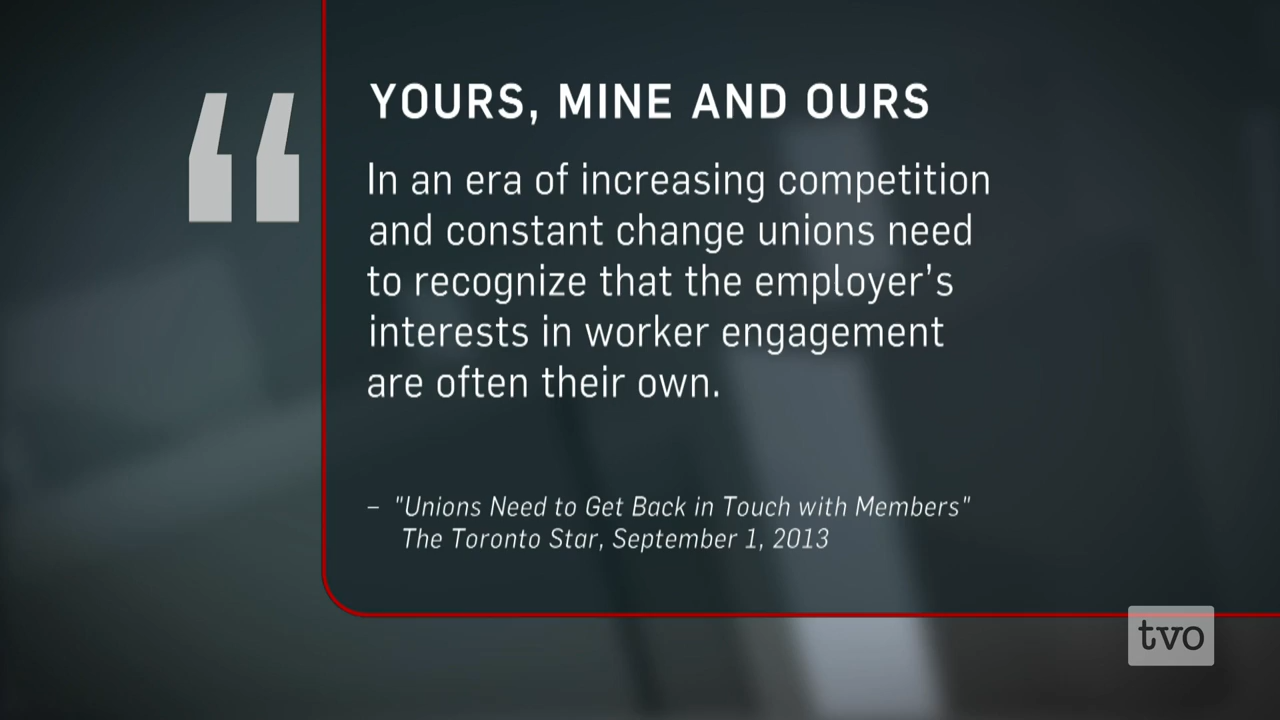 “
YOURS, MINE AND OURS
In an era of increasing competition
and constant change unions need
to recognize that the employer’s
interests in worker engagement
are often their own.
– "Unions Need to Get Back in Touch with Members"
The Toronto Star, September 1, 2013
tvo